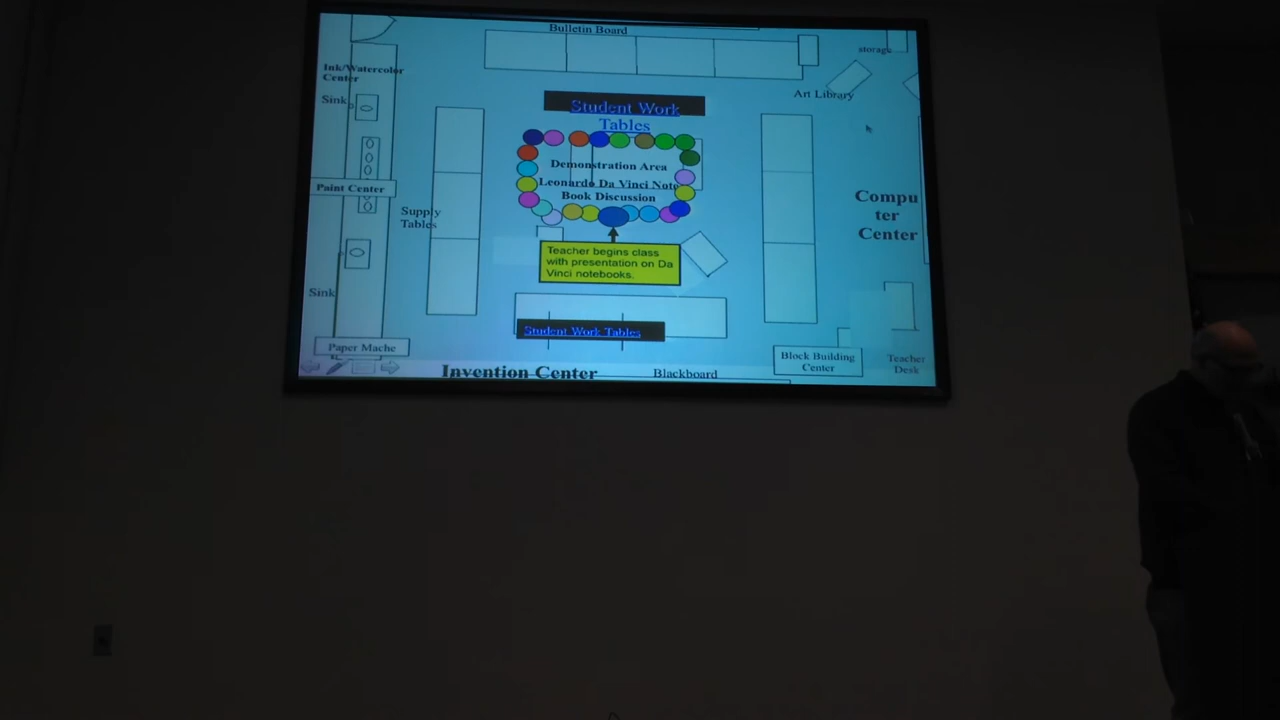 Bulletin Board
storage
Ink/Watercolor
Center
Art Library
Sink
Student Work
Tables
Demonstration Area
Leonardo Da Vinci Note
Book Discussion
Paint Center
Supply
Tables
Compu
ter
Center
Teacher begins class
with presentation on Da
Vinci notebooks.
Sink
Student Work Tables
Paper Mache
Block Building
Center
Teacher
Desk
Invention Center
Blackboard